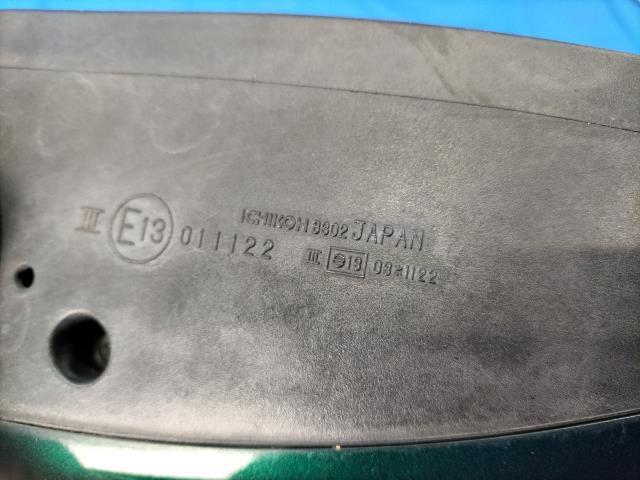 III E13 011122
ICHIKOH 8302 JAPAN
III e13 03*1122